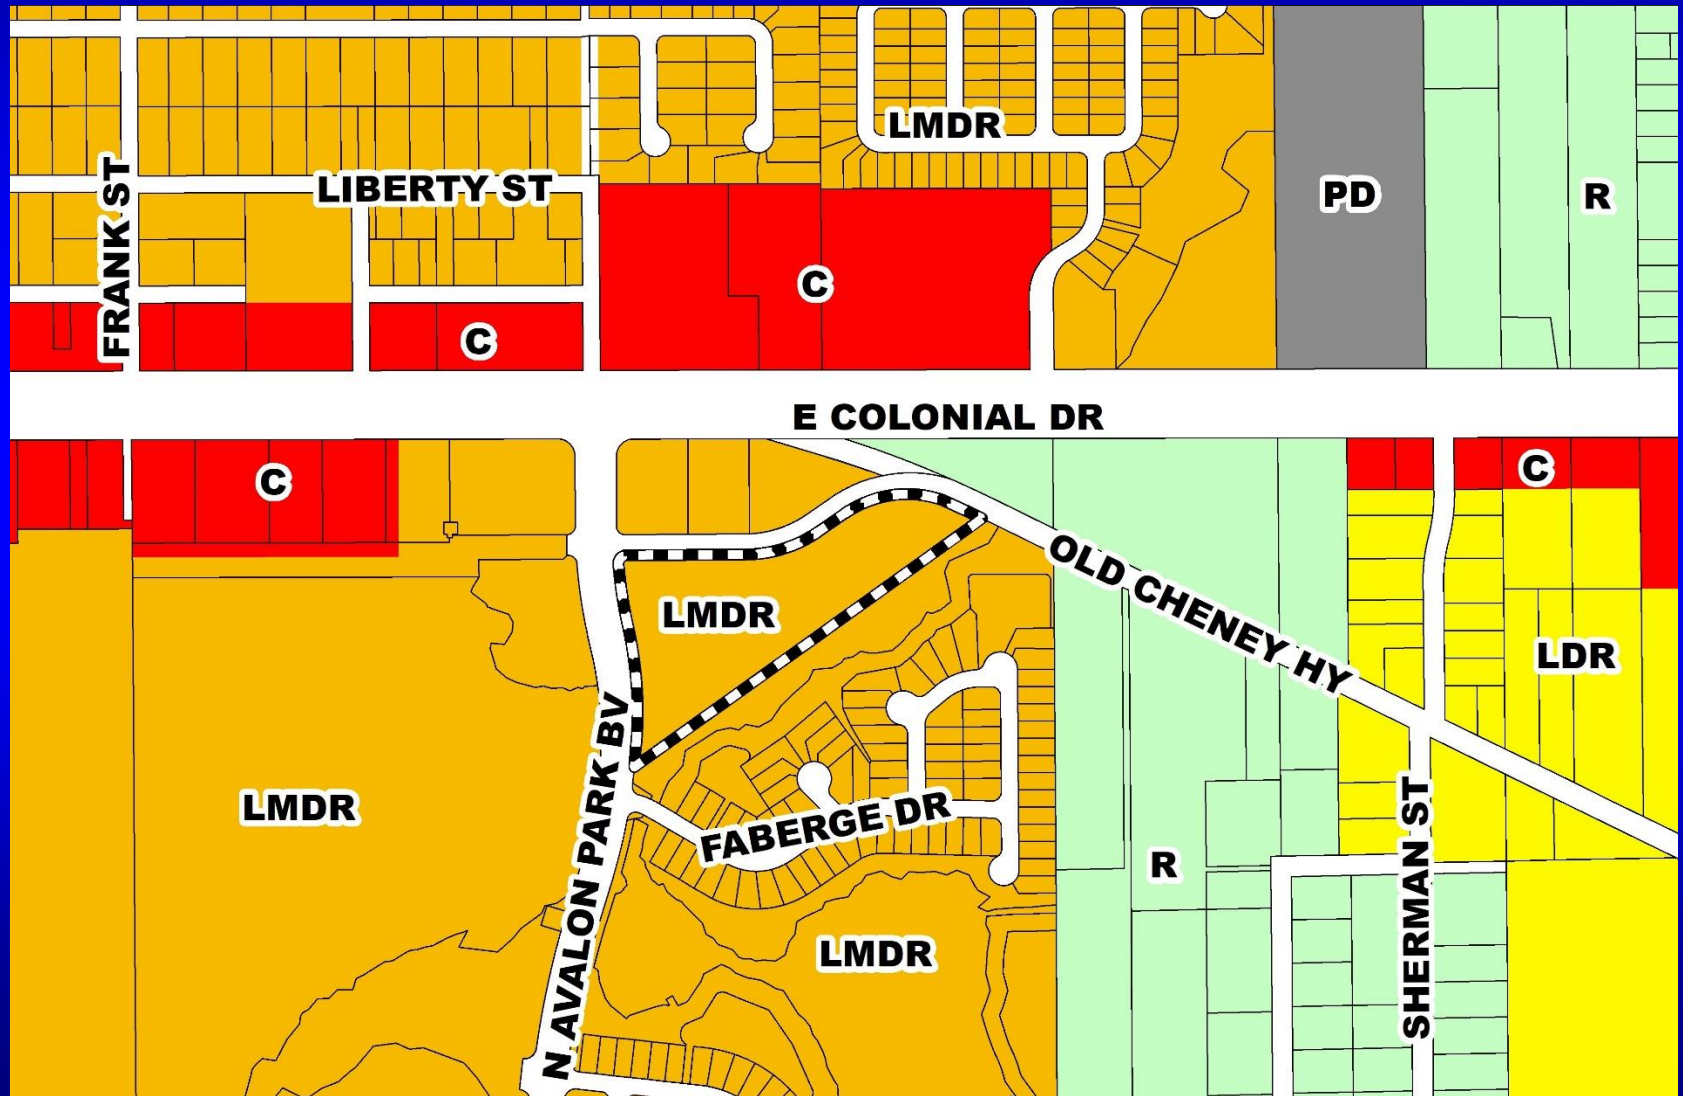 LMDR
FRANK ST
LIBERTY ST
PD
R
C
C
E COLONIAL DR
C
C
LMDR
OLD CHENEY HY
LDR
LMDR
N AVALON PARK BV
FABERGE DR
R
SHERMAN ST
LMDR